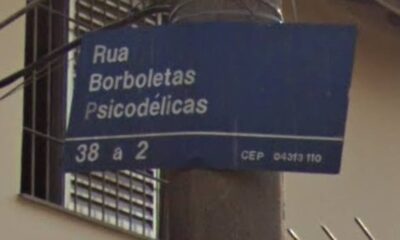 Rua
Borboletas
Psicodélicas
38 a 2
CEP 04313 110